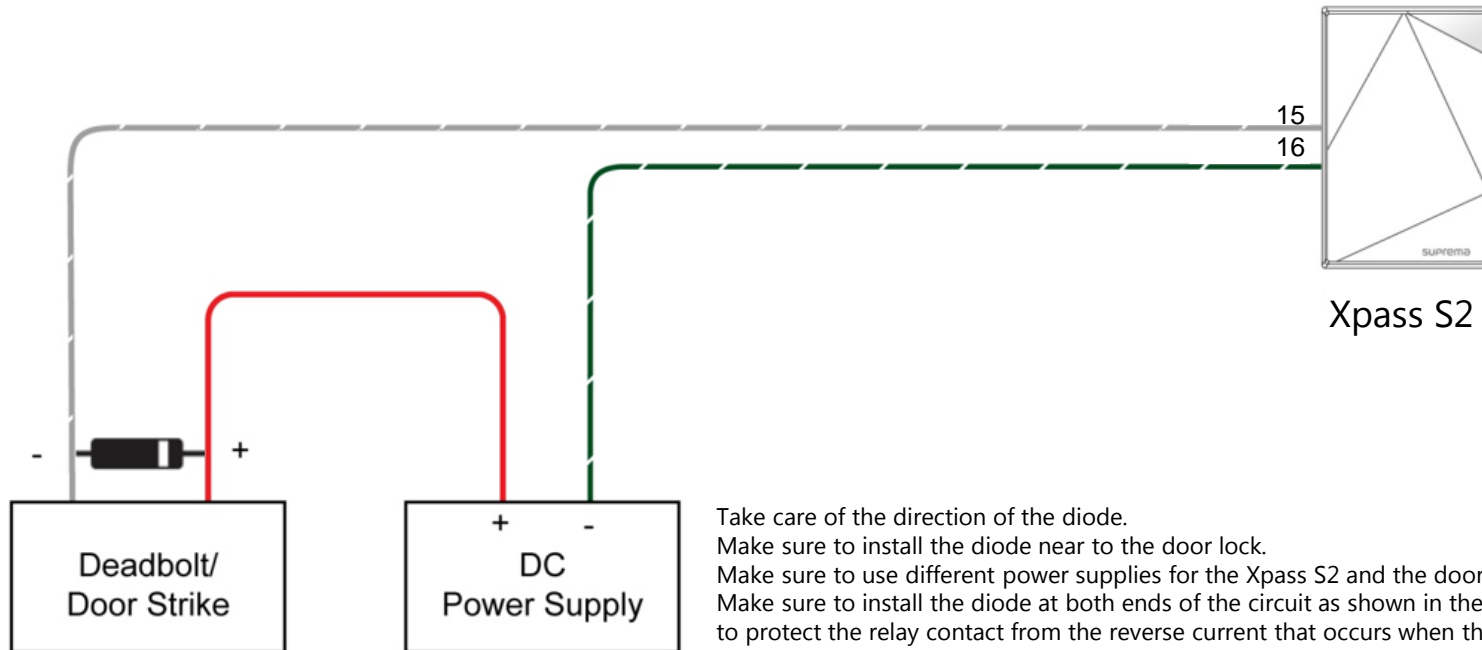 15
16
suprema
Xpass S2
- +
+ -
Deadbolt/
Door Strike
DC
Power Supply
Take care of the direction of the diode.
Make sure to install the diode near to the door lock.
Make sure to use different power supplies for the Xpass S2 and the door
Make sure to install the diode at both ends of the circuit as shown in the
to protect the relay contact from the reverse current that occurs when th